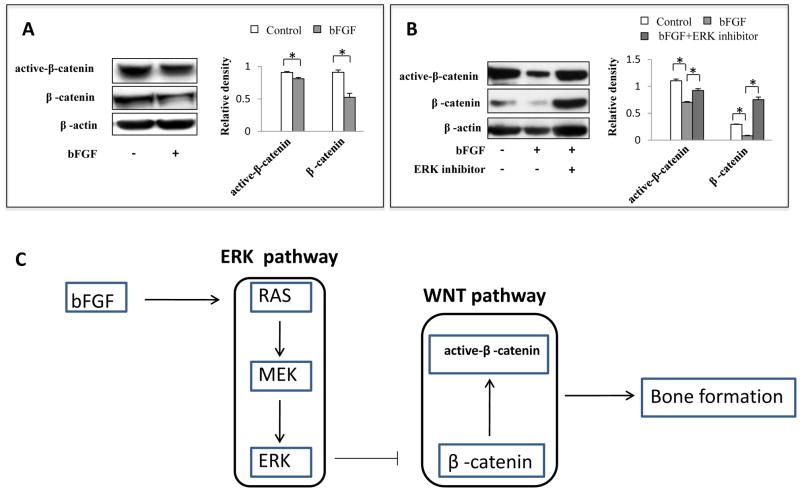 A
Control bFGF
active-β-catenin
β -catenin
β -actin
bFGF - +
Relative density
1.5
1
0.5
0
*
*
active-β-catenin
β -catenin
B
Control bFGF
bFGF+ERK inhibitor
active-β-catenin
β -catenin
β -actin
bFGF - + +
ERK inhibitor - - +
Relative density
1.5
1
0.5
0
* *
* *
active-β-catenin
β -catenin
C
ERK pathway
bFGF
RAS
MEK
ERK
WNT pathway
active-β -catenin
β -catenin
Bone formation